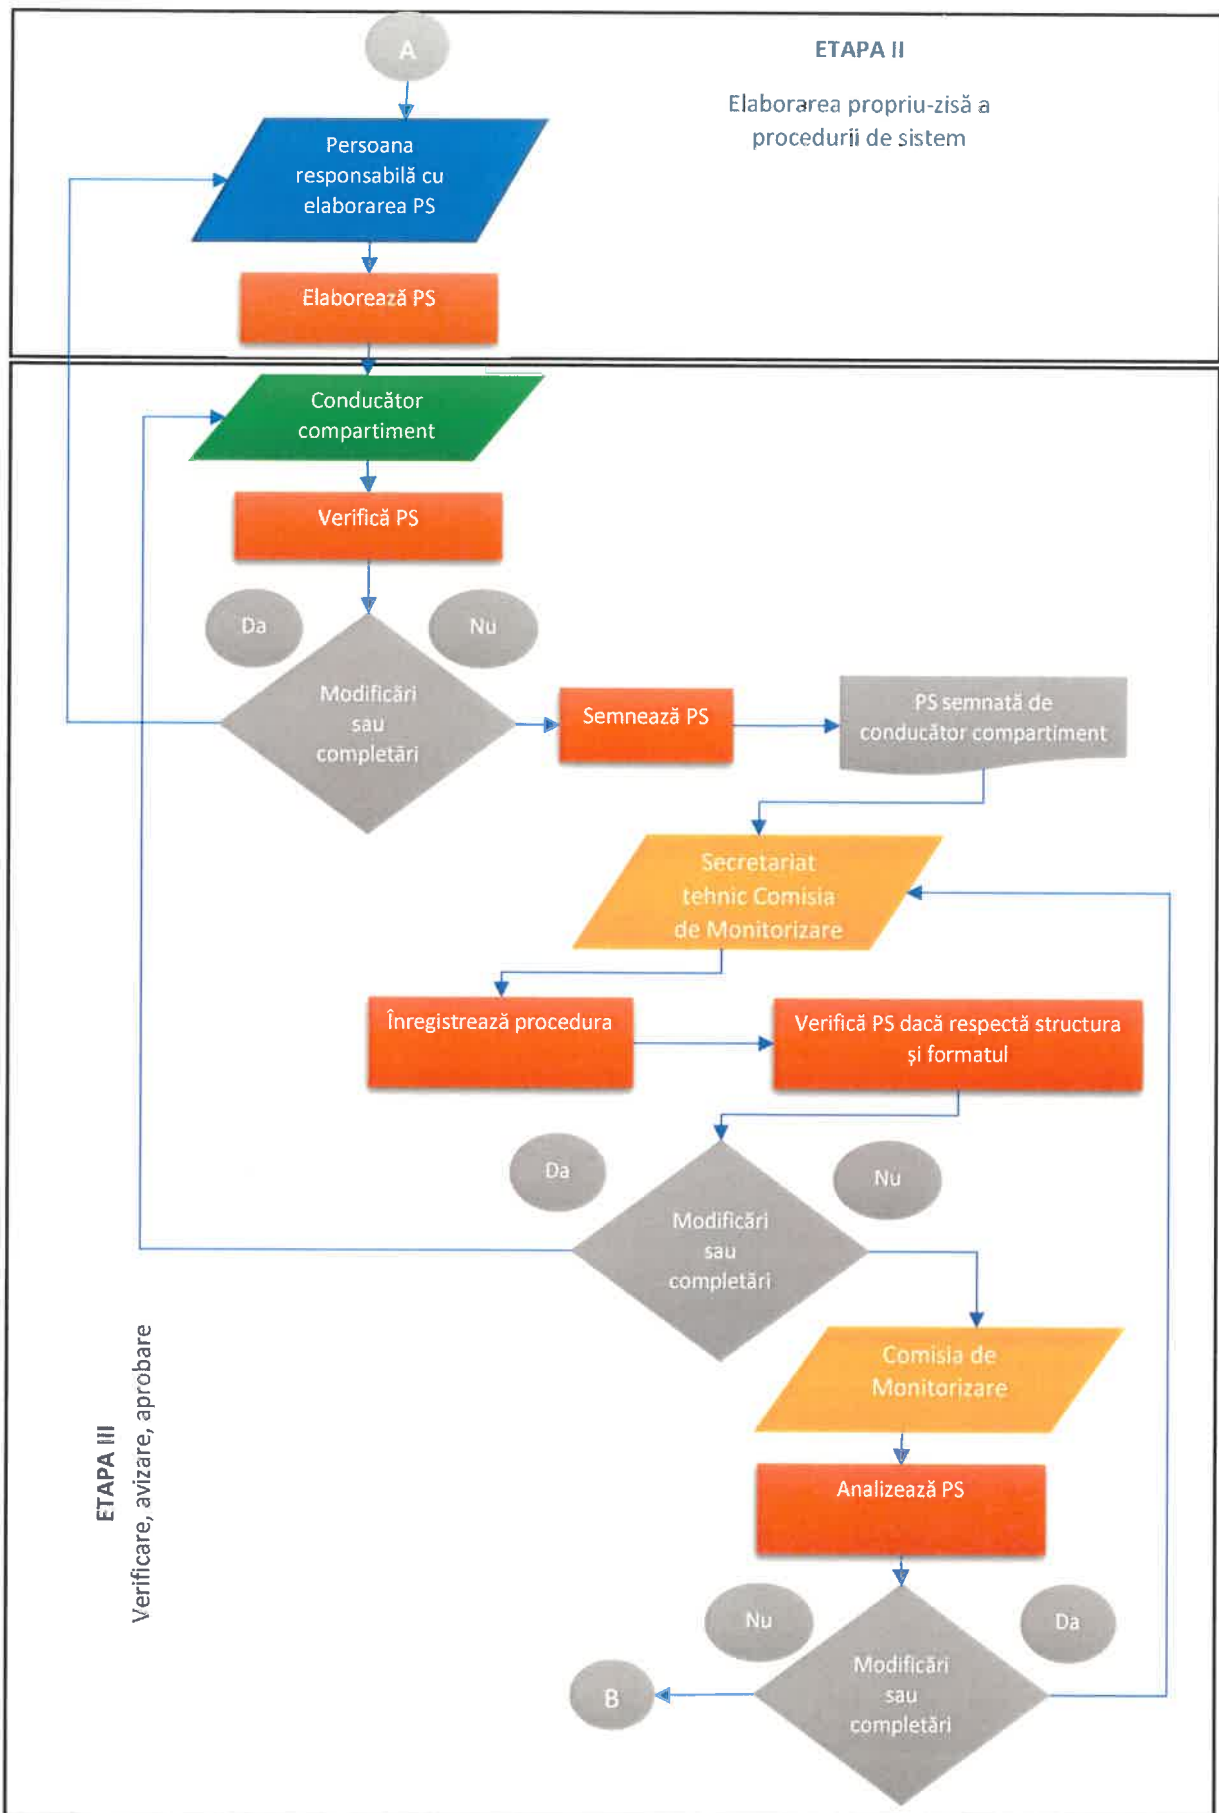 A
ETAPA II
Elaborarea propriu-zisă a
procedurii de sistem
Persoana
responsabilă cu
elaborarea PS
Elaborează PS
Conducător
compartiment
Verifică PS
Da
Nu
Modificări
sau
completări
Semnează PS
PS semnată de
conducător compartiment
Secretariat
tehnic Comisia
de Monitorizare
Înregistrează procedura
Verifică PS dacă respectă structura
și formatul
Da
Nu
Modificări
sau
completări
Comisia de
Monitorizare
Analizează PS
Nu
Da
Modificări
sau
completări
B
ETAPA III
Verificare, avizare, aprobare